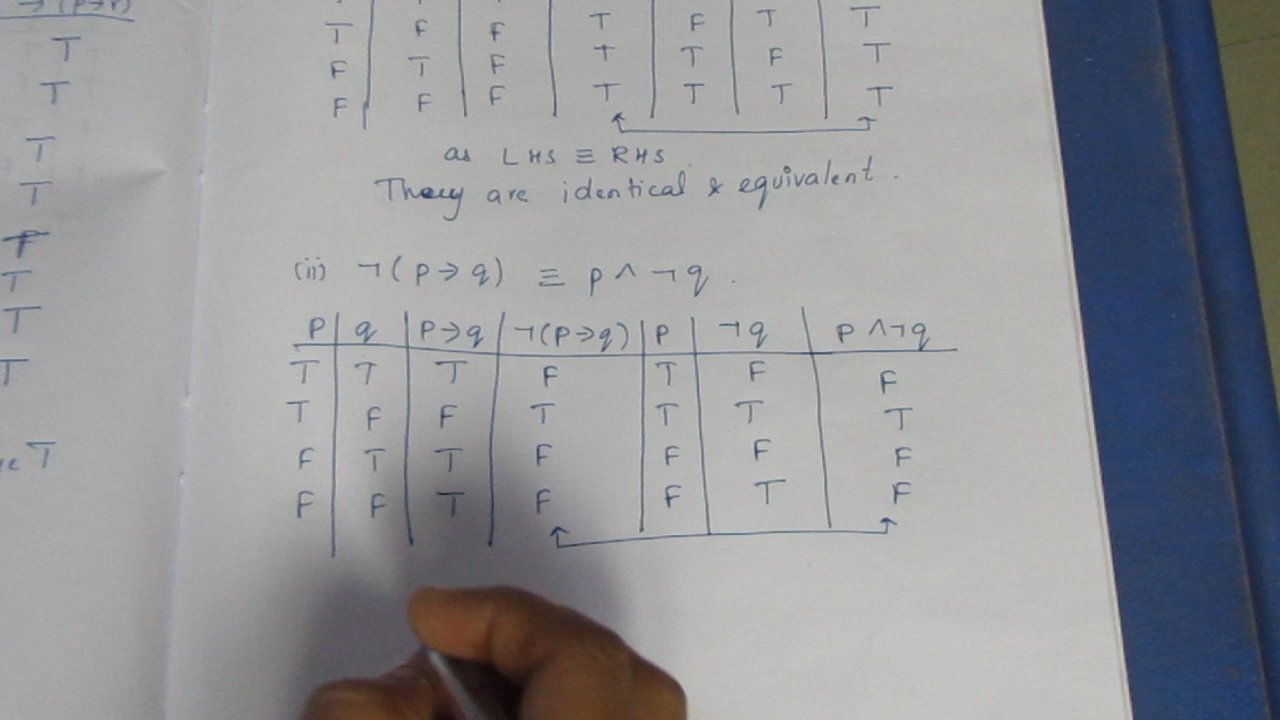 ¬(p→r)
T
T
T
T
F
T
T
T
T
T F F T F T T
F T F T T F T
F F F T T T T
as LHS ≡ RHS
They are identical & equivalent.
(ii) ¬(p→q) ≡ p ∧ ¬q.
P q P→q ¬(p→q) P ¬q P ∧¬q
T T T F T F F
T F F T T T T
F T T F F F F
F F T F F T F